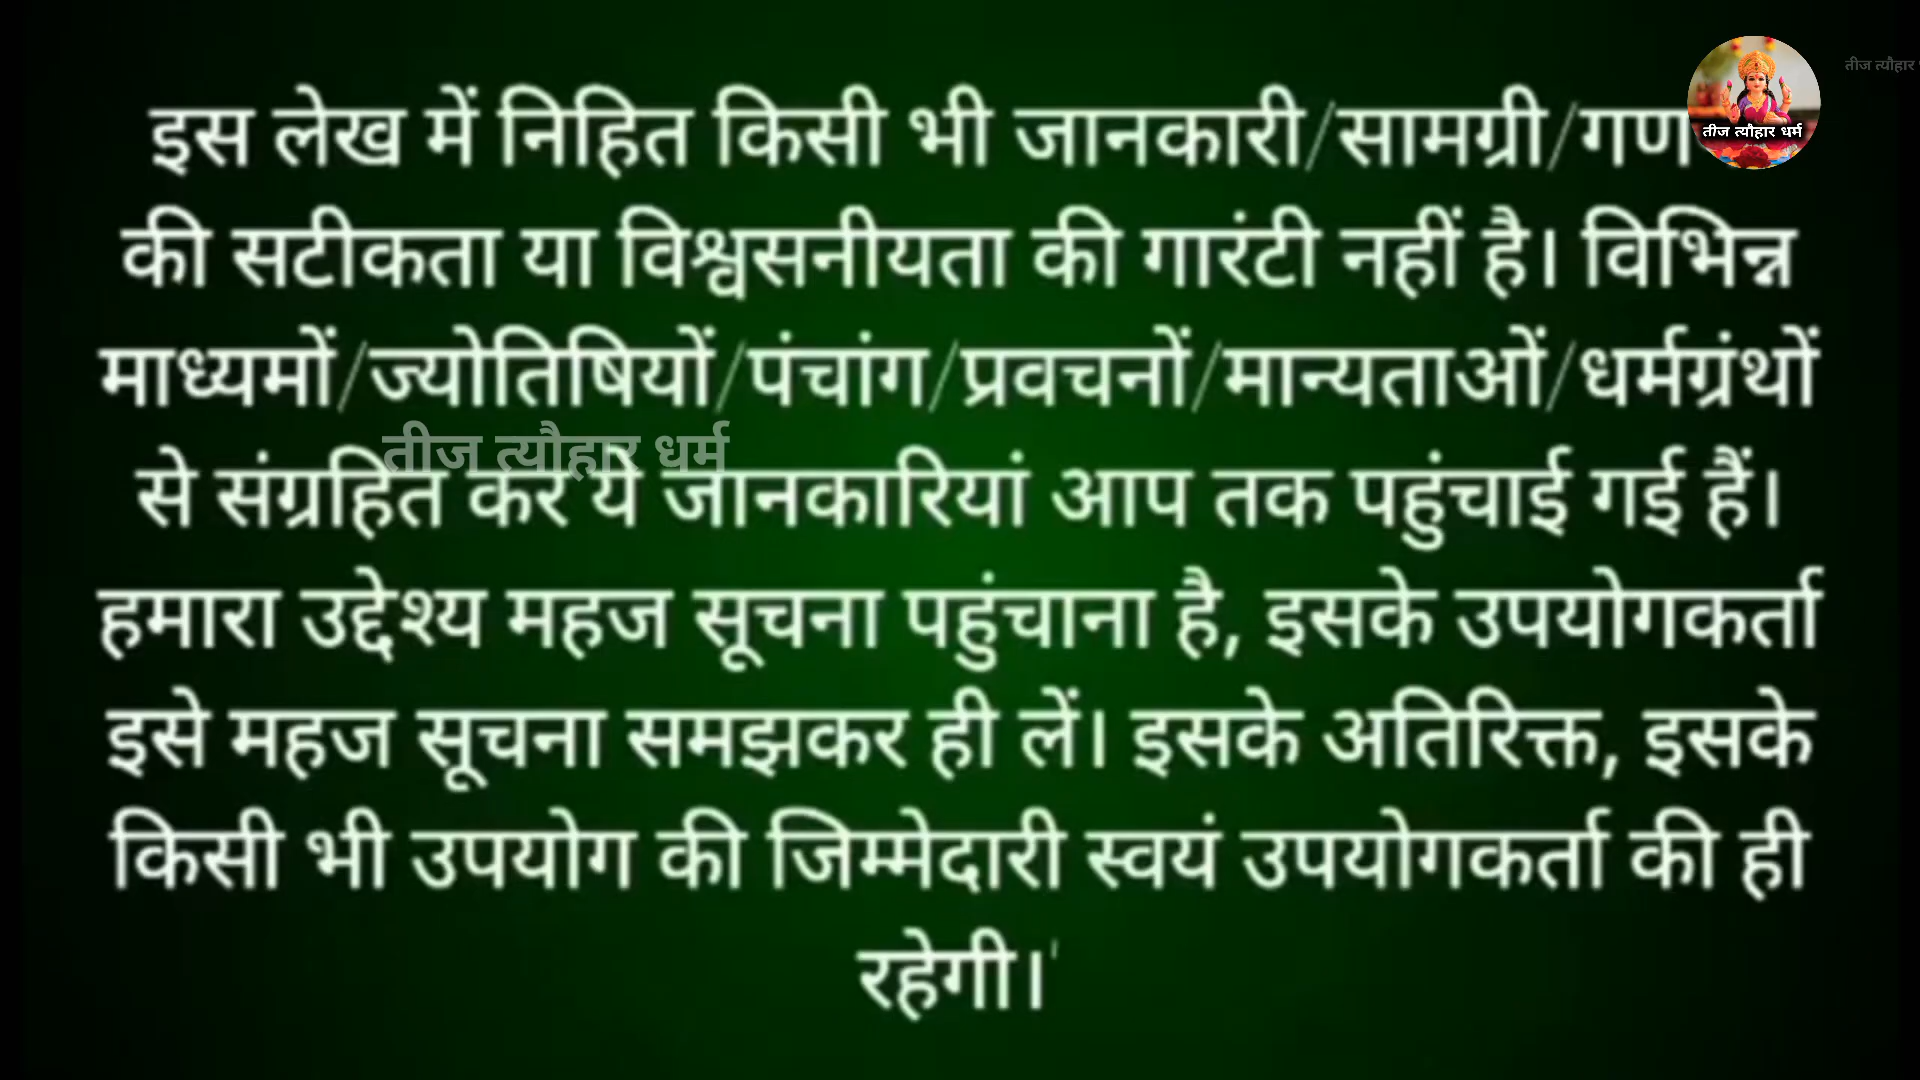 इस लेख में निहित किसी भी जानकारी/सामग्री/गण
की सटीकता या विश्वसनीयता की गारंटी नहीं है। विभिन्न
माध्यमों/ज्योतिषियों/पंचांग/प्रवचनों/मान्यताओं/धर्मग्रंथों
से संग्रहित कर ये जानकारियां आप तक पहुंचाई गई हैं।
हमारा उद्देश्य महज सूचना पहुंचाना है, इसके उपयोगकर्ता
इसे महज सूचना समझकर ही लें। इसके अतिरिक्त, इसके
किसी भी उपयोग की जिम्मेदारी स्वयं उपयोगकर्ता की ही
रहेगी।'
तीज त्यौहार धर्म
तीज त्यौहार धर्म
तीज त्यौहार